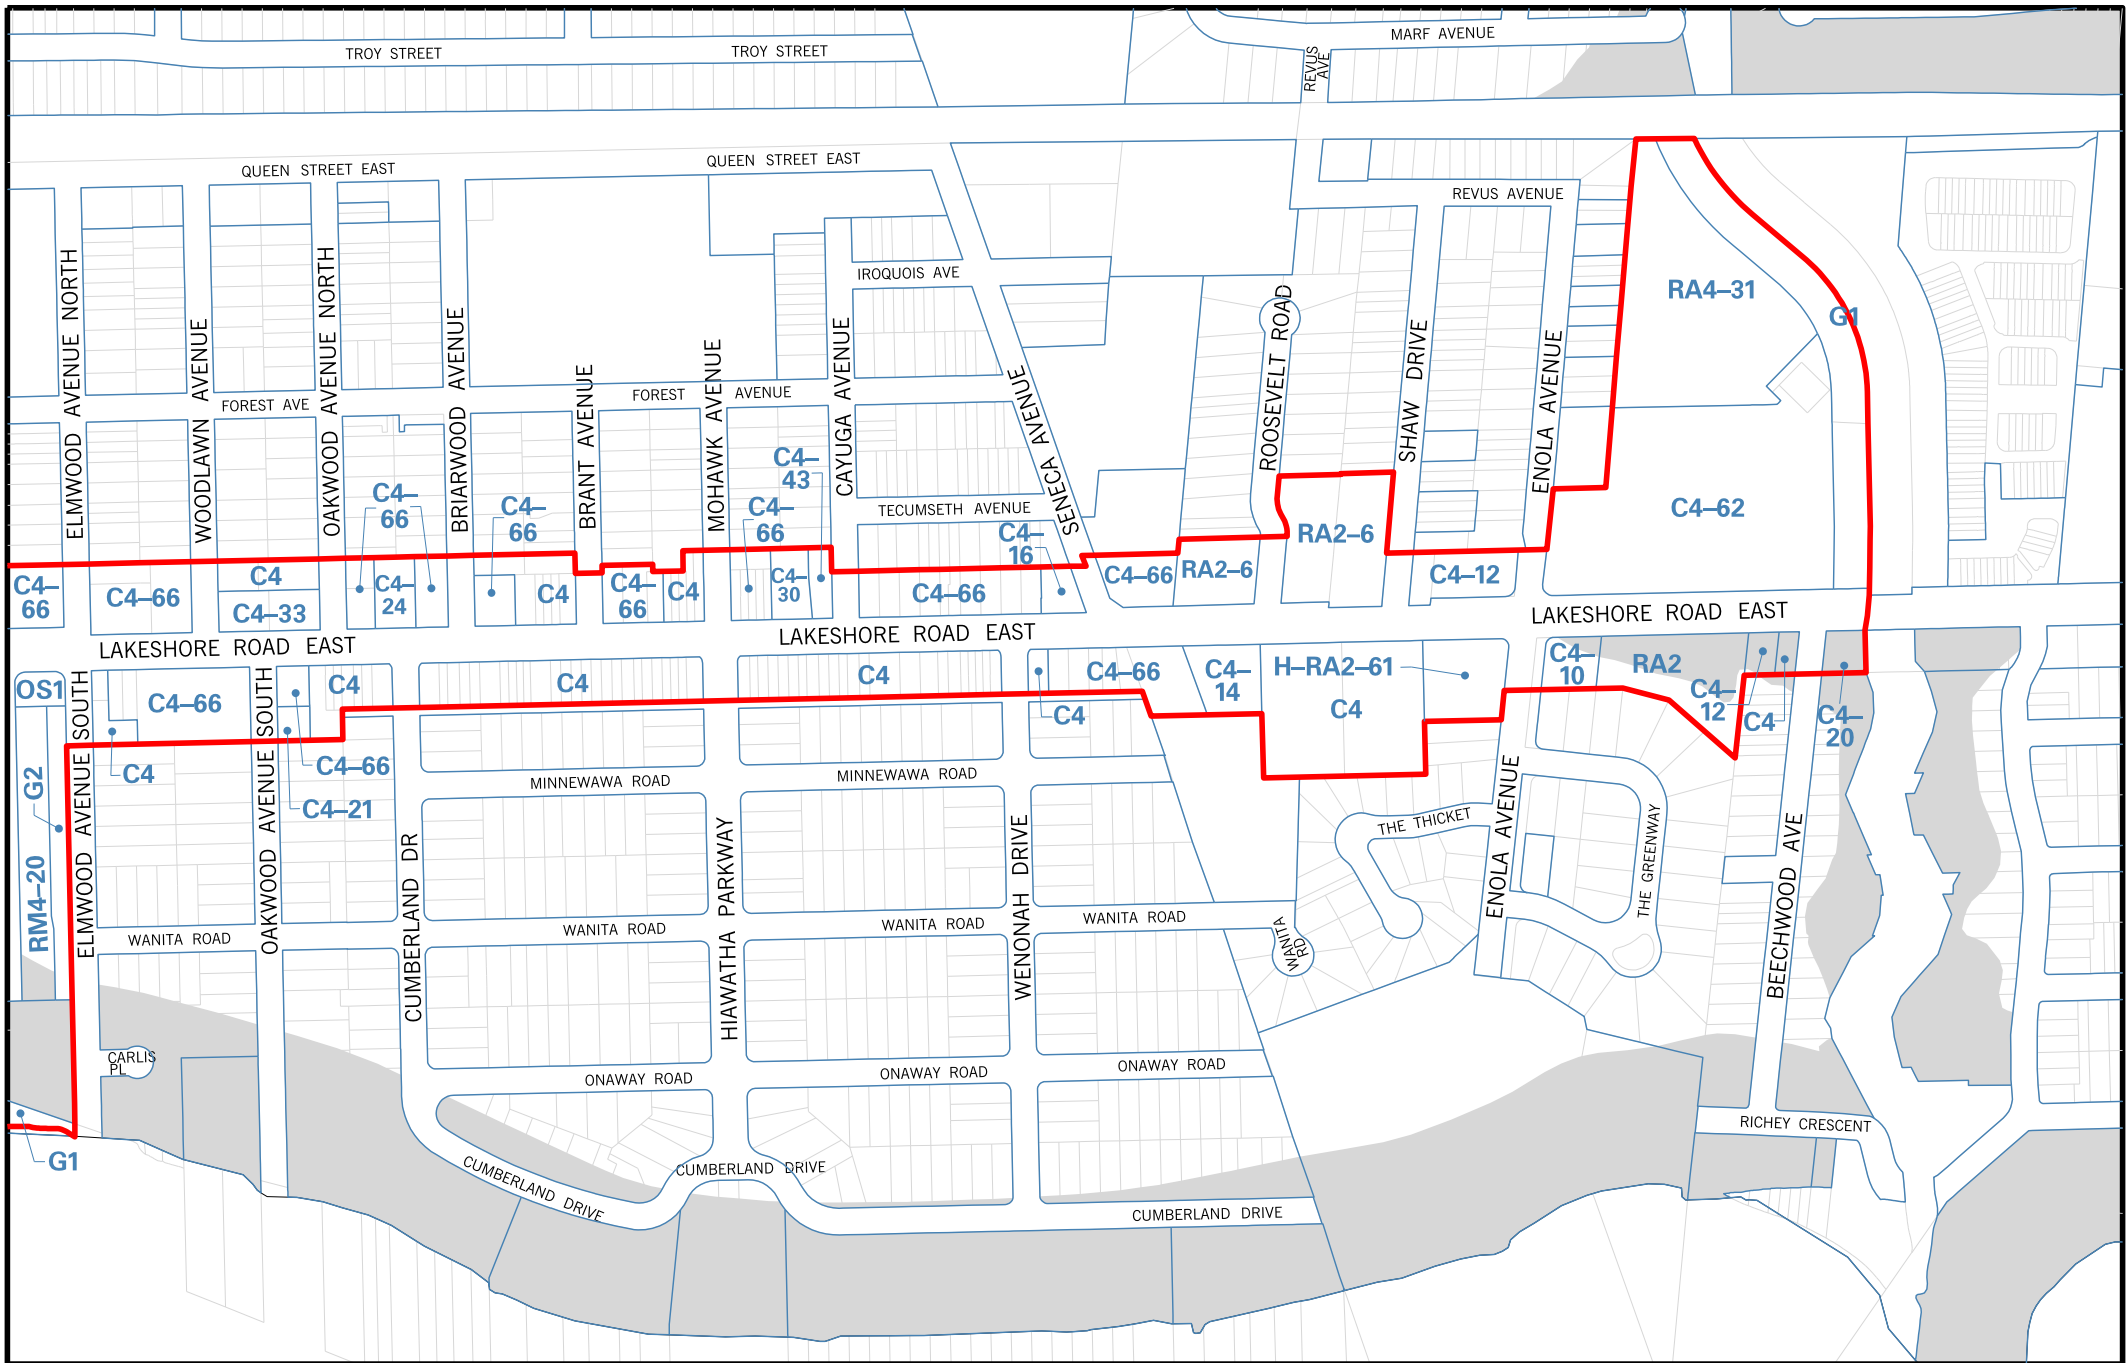 TROY STREET
TROY STREET
MARF AVENUE
REVUS
AVE
QUEEN STREET EAST
QUEEN STREET EAST
REVUS AVENUE
IROQUOIS AVE
RA4–31
G1
ELMWOOD AVENUE NORTH
WOODLAWN AVENUE
OAKWOOD AVENUE NORTH
BRIARWOOD AVENUE
BRANT AVENUE
MOHAWK AVENUE
CAYUGA AVENUE
SENECA AVENUE
ROOSEVELT ROAD
SHAW DRIVE
ENOLA AVENUE
FOREST AVE
FOREST AVENUE
C4–
43
C4–
66
C4–
66
C4–
66
TECUMSETH AVENUE
C4–
16
RA2–6
C4–62
C4–
66
C4–66
C4
C4–33
C4–
24
C4
C4–
66
C4
C4–
30
C4–66
C4–66
RA2–6
C4–12
LAKESHORE ROAD EAST
LAKESHORE ROAD EAST
LAKESHORE ROAD EAST
OS1
C4–66
C4
C4
C4
C4–66
C4–
14
H–RA2–61
C4
C4–
10
RA2
C4–
12
C4
C4–
20
C4
C4
C4–66
C4–21
G2
RM4–20
ELMWOOD AVENUE SOUTH
OAKWOOD AVENUE SOUTH
CUMBERLAND DR
HIAWATHA PARKWAY
WENONAH DRIVE
ENOLA AVENUE
BEECHWOOD AVE
MINNEWAWA ROAD
MINNEWAWA ROAD
THE THICKET
THE GREENWAY
WANITA ROAD
WANITA ROAD
WANITA ROAD
WANITA ROAD
WANITA
RD
CARLIS
PL
ONAWAY ROAD
ONAWAY ROAD
ONAWAY ROAD
RICHEY CRESCENT
G1
CUMBERLAND DRIVE
CUMBERLAND DRIVE
CUMBERLAND DRIVE